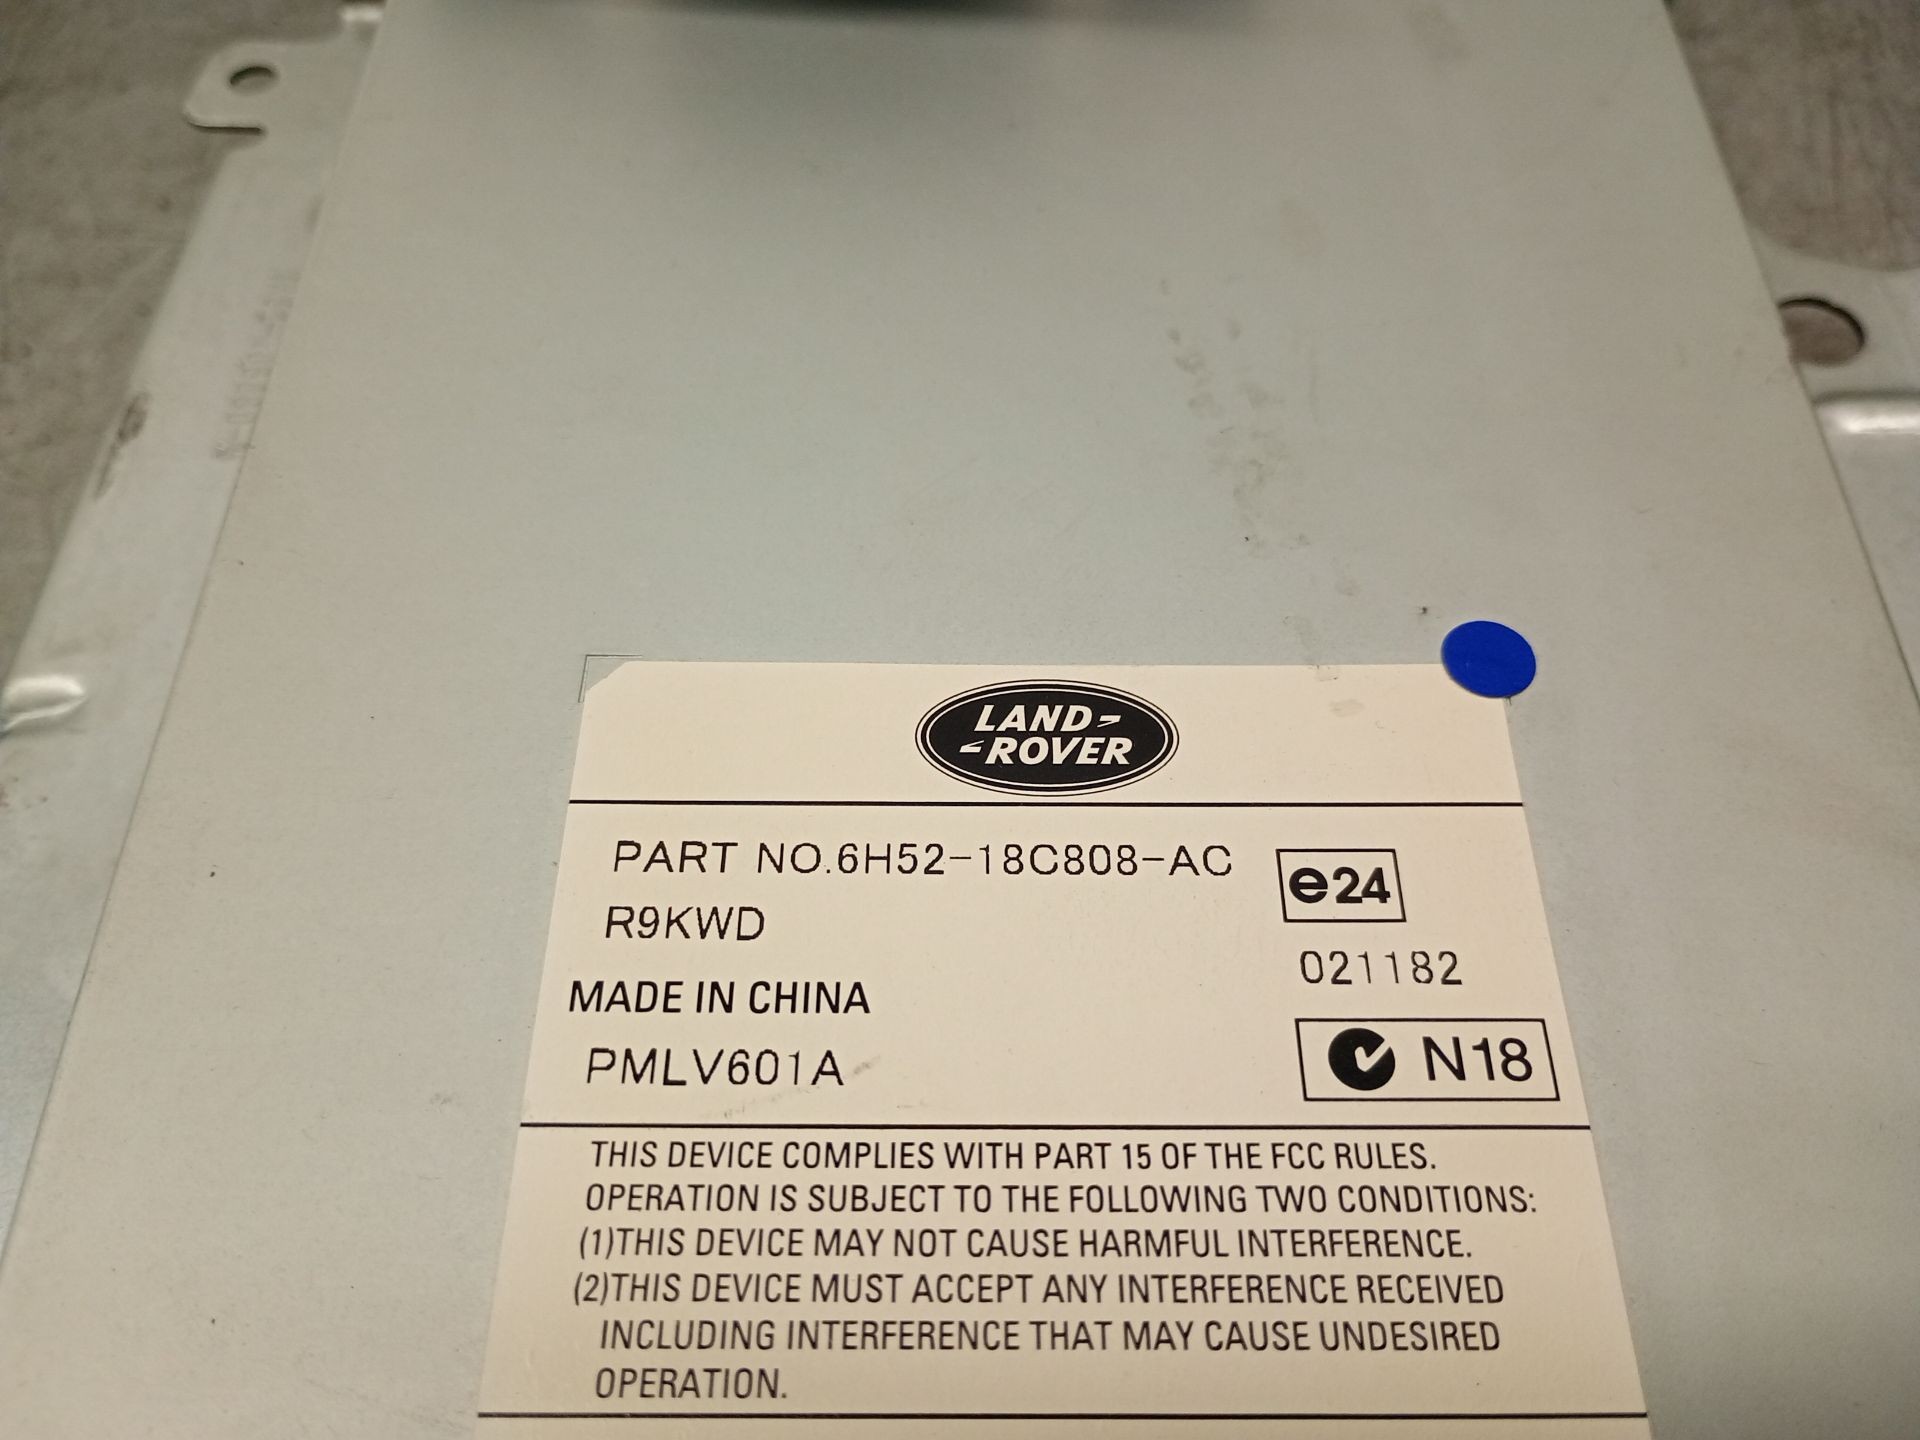 LAND-
-ROVER
PART NO.6H52-18C808-AC
e24
R9KWD
021182
MADE IN CHINA
PMLV601A
N18
THIS DEVICE COMPLIES WITH PART 15 OF THE FCC RULES.
OPERATION IS SUBJECT TO THE FOLLOWING TWO CONDITIONS:
(1)THIS DEVICE MAY NOT CAUSE HARMFUL INTERFERENCE.
(2)THIS DEVICE MUST ACCEPT ANY INTERFERENCE RECEIVED
INCLUDING INTERFERENCE THAT MAY CAUSE UNDESIRED
OPERATION.